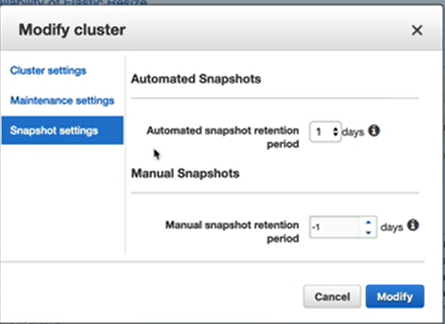 ability of Elastic Resize
Modify cluster
Cluster settings
Maintenance settings
Snapshot settings
Automated Snapshots
Automated snapshot retention
period
1 days
Manual Snapshots
Manual snapshot retention
period
-1 days
Cancel Modify